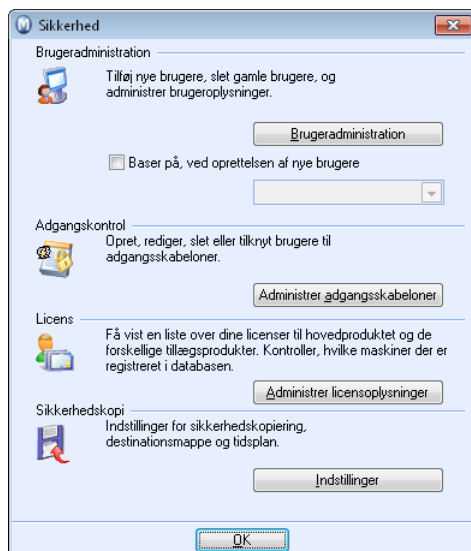 Sikkerhed
Brugeradministration
Tilføj nye brugere, slet gamle brugere, og
administrer brugeroplysninger.
Brugeradministration
Baser på, ved oprettelsen af nye brugere
Adgangskontrol
Opret, rediger, slet eller tilknyt brugere til
adgangsskabeloner.
Administrer adgangsskabeloner
Licens
Få vist en liste over dine licenser til hovedproduktet og de
forskellige tillægsprodukter. Kontroller, hvilke maskiner der er
registreret i databasen.
Administrer licensoplysninger
Sikkerhedskopi
Indstillinger for sikkerhedskopiering,
destinationsmappe og tidsplan.
Indstillinger
OK